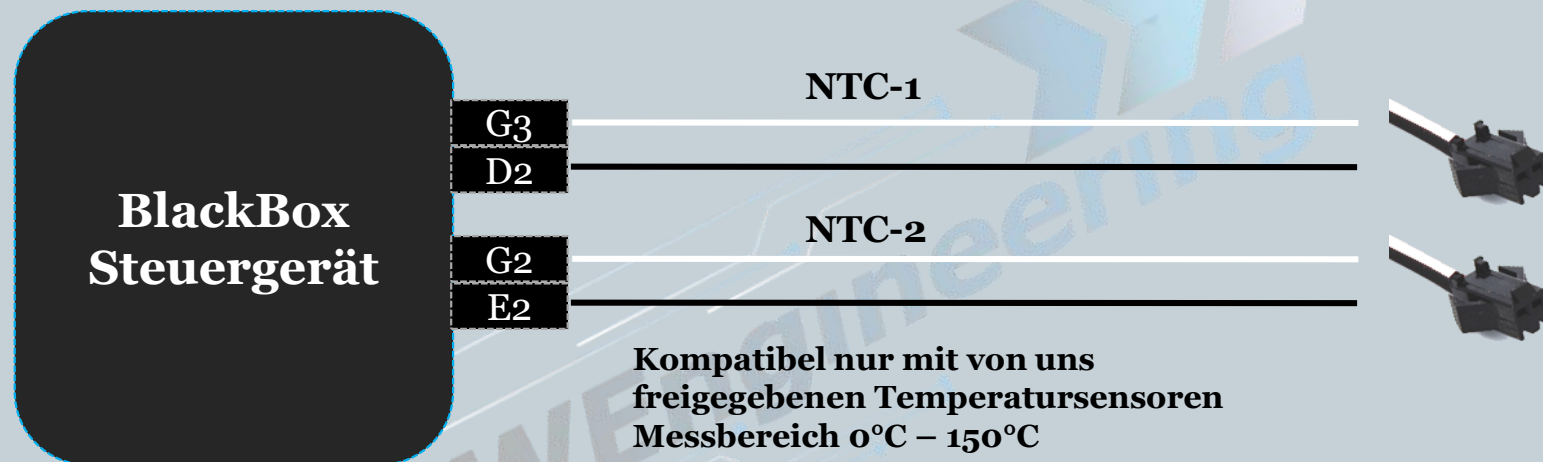 NTC-1
G3
D2
BlackBox
Steuergerät
NTC-2
G2
E2
Kompatibel nur mit von uns
freigegebenen Temperatursensoren
Messbereich 0°C – 150°C
WEngineering